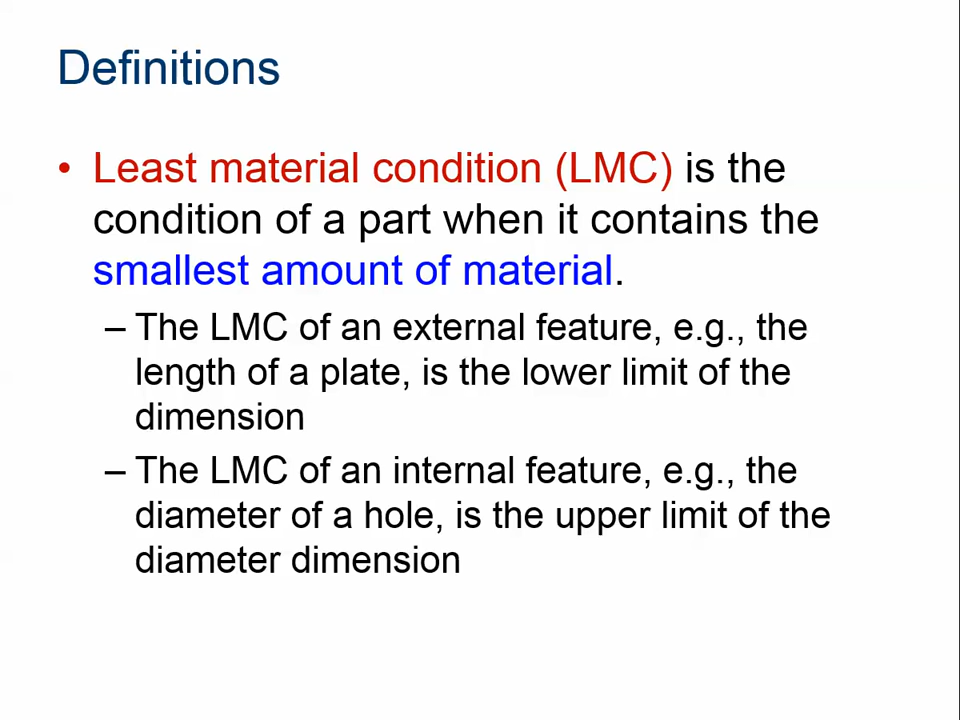 Definitions
• Least material condition (LMC) is the
condition of a part when it contains the
smallest amount of material.
– The LMC of an external feature, e.g., the
length of a plate, is the lower limit of the
dimension
– The LMC of an internal feature, e.g., the
diameter of a hole, is the upper limit of the
diameter dimension